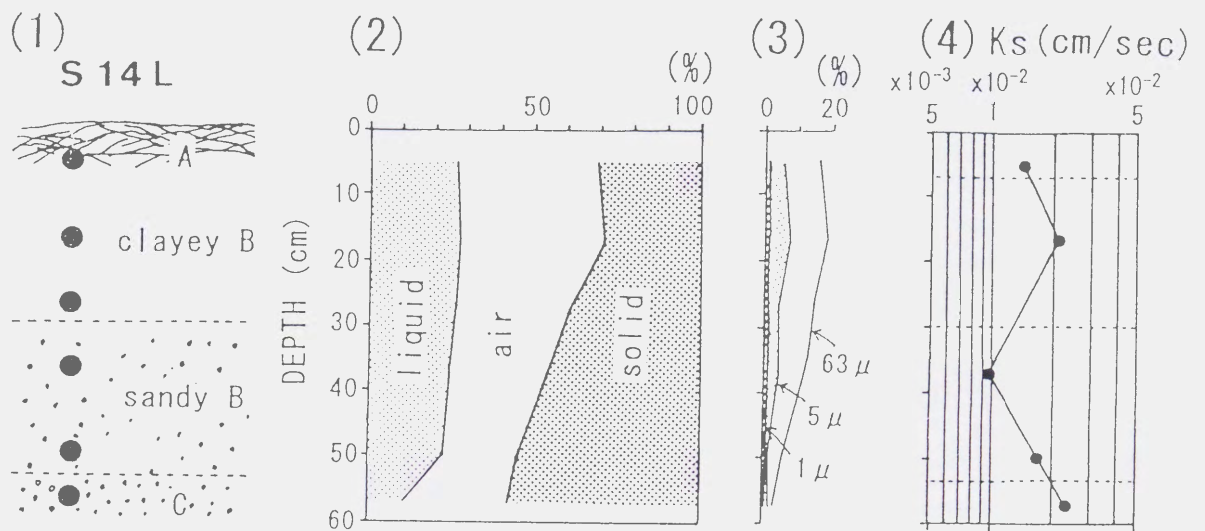 (1)
S 14 L
A
clayey B
sandy B
C
(2)
(%)
0 50 100
0
10
20
30
40
50
60
DEPTH (cm)
liquid
air
solid
(3)
(%)
0 20
63 μ
5 μ
1 μ
(4) Ks (cm/sec)
x10⁻³ x10⁻² x10⁻²
5 1 5